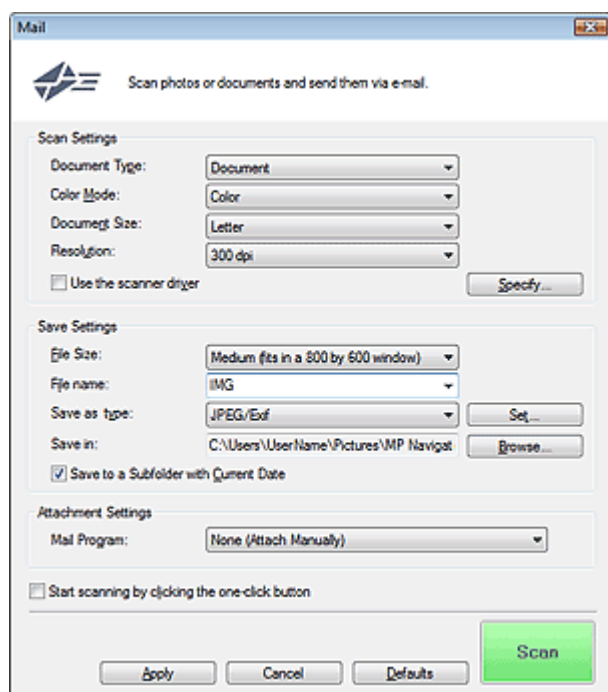 Mail
Scan photos or documents and send them via e-mail.
Scan Settings
Document Type: Document
Color Mode: Color
Document Size: Letter
Resolution: 300 dpi
Use the scanner driver Specify...
Save Settings
File Size: Medium (fits in a 800 by 600 window)
File name: IMG
Save as type: JPEG/Exif Set...
Save in: C:\Users\UserName\Pictures\MP Navigat Browse...
Save to a Subfolder with Current Date
Attachment Settings
Mail Program: None (Attach Manually)
Start scanning by clicking the one-click button
Scan
Apply Cancel Defaults